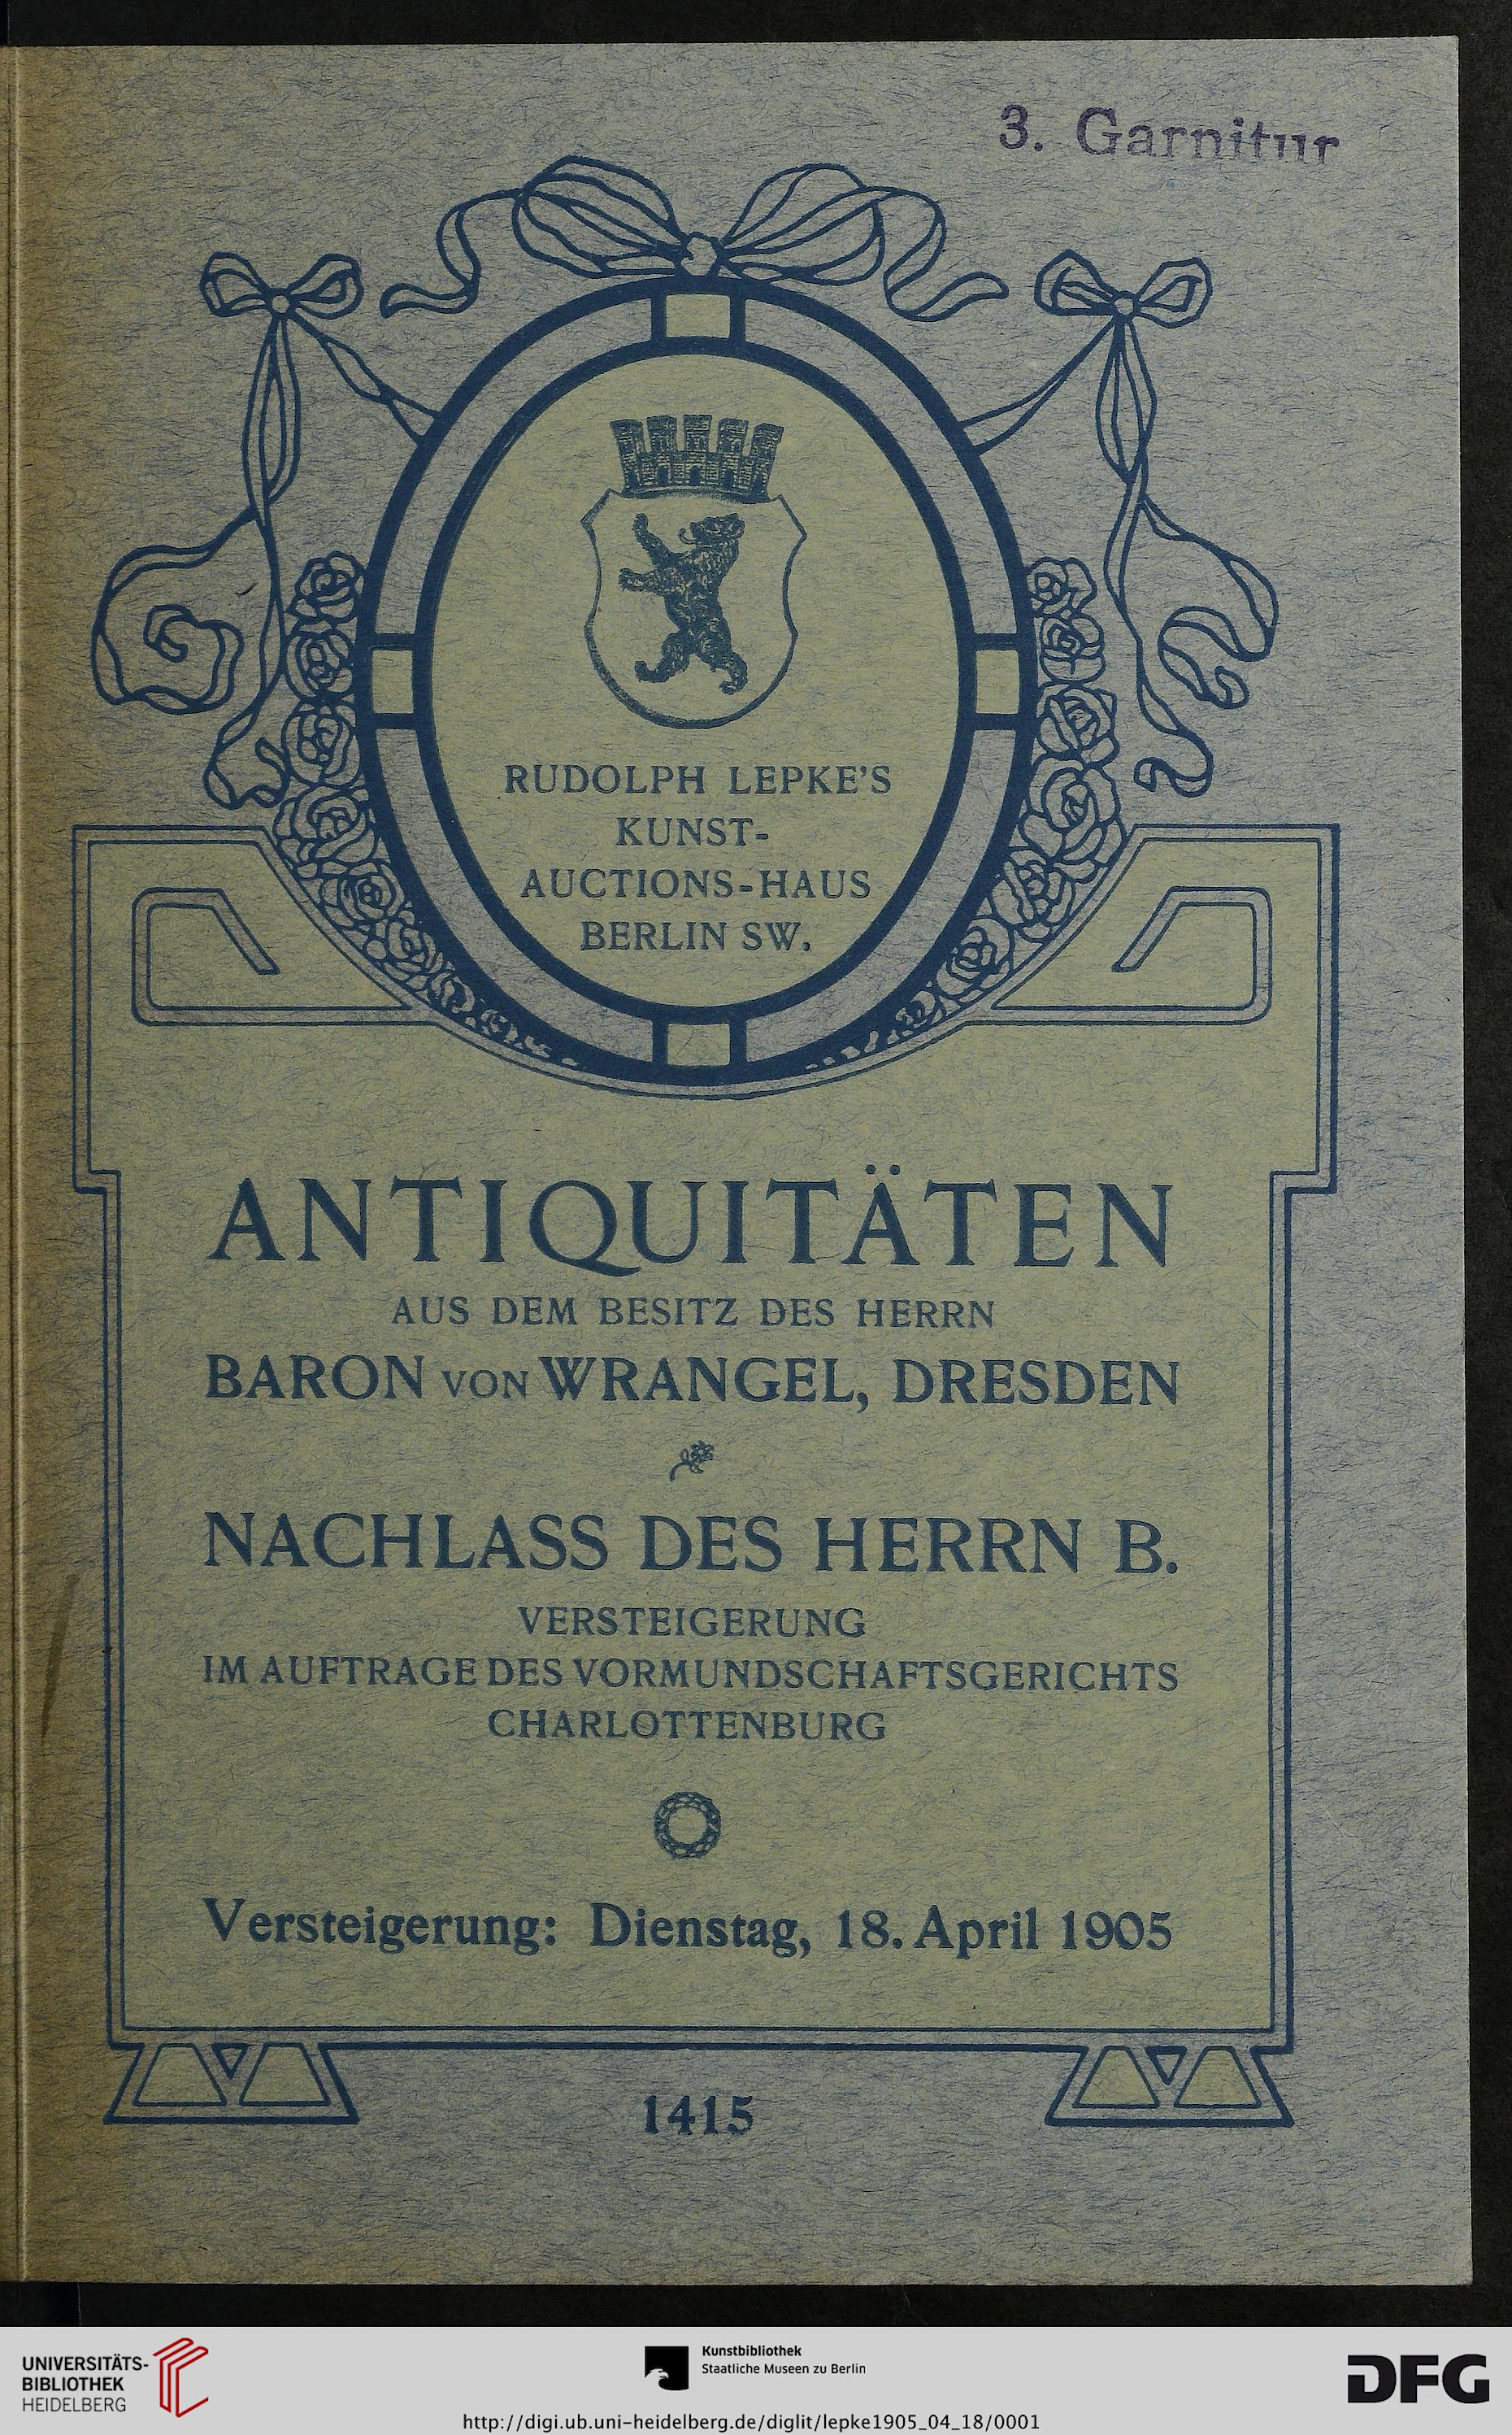 3. Garnitur
RUDOLPH LEPKE'S
KUNST-
AUCTIONS-HAUS
BERLIN SW.
ANTIQUITÄTEN
AUS DEM BESITZ DES HERRN
BARON VON WRANGEL, DRESDEN
NACHLASS DES HERRN B.
VERSTEIGERUNG
IM AUFTRAGE DES VORMUNDSCHAFTSGERICHTS
CHARLOTTENBURG
Versteigerung: Dienstag, 18. April 1905
1415
UNIVERSITÄTS-
BIBLIOTHEK
HEIDELBERG
Kunstbibliothek
Staatliche Museen zu Berlin
DFG
http://digi.ub.uni-heidelberg.de/diglit/lepke1905_04_18/0001